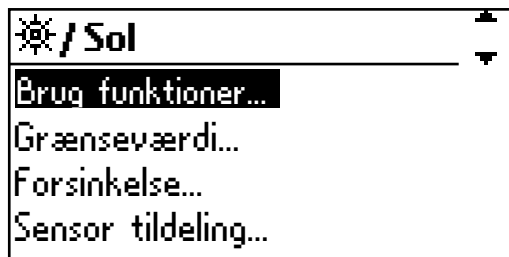 / Sol
Brug funktioner...
Grænseværdi...
Forsinkelse...
Sensor tildeling...